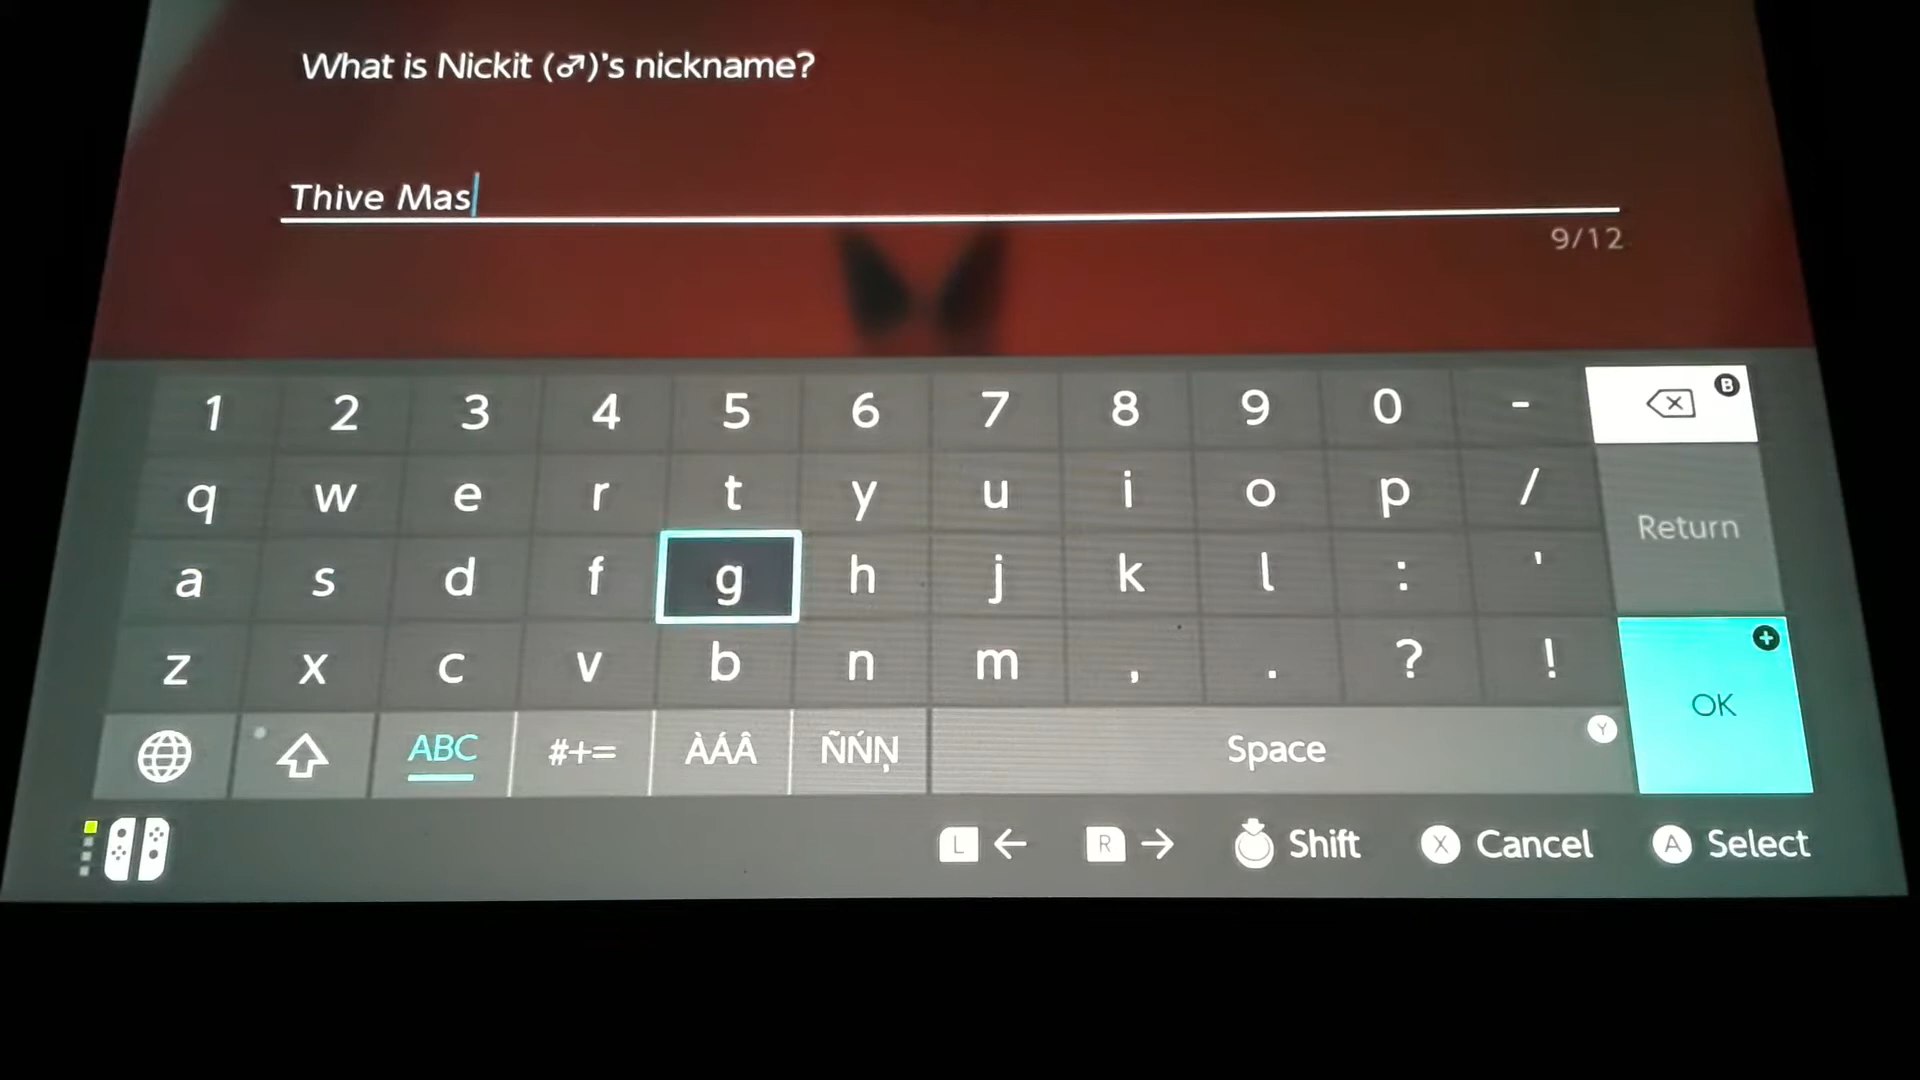 What is Nickit (♂)'s nickname?
Thive Mas
9/12
1 2 3 4 5 6 7 8 9 0 - B
q w e r t y u i o p /
Return
a s d f g h j k l : '
z x c v b n m , . ? !
+
OK
ABC #+= ÀÁÂ ÑŃŅ Space Y
L ← R → Shift X Cancel A Select